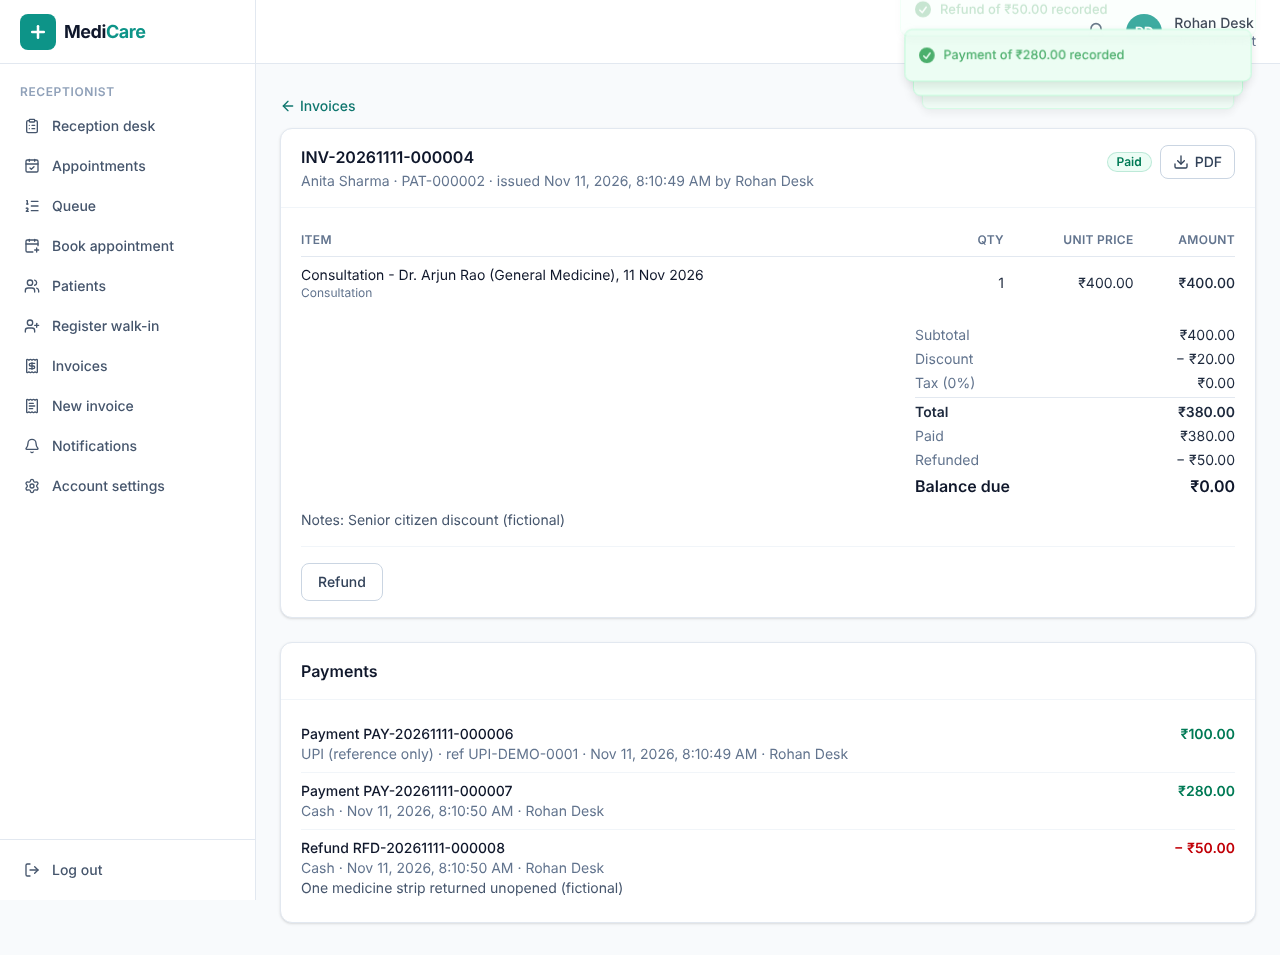 MediCare
Refund of ₹50.00 recorded
Rohan Desk
Payment of ₹280.00 recorded
RECEPTIONIST
Reception desk
Appointments
Queue
Book appointment
Patients
Register walk-in
Invoices
New invoice
Notifications
Account settings
Log out
Invoices
INV-20261111-000004
Paid
PDF
Anita Sharma · PAT-000002 · issued Nov 11, 2026, 8:10:49 AM by Rohan Desk
ITEM QTY UNIT PRICE AMOUNT
Consultation - Dr. Arjun Rao (General Medicine), 11 Nov 2026 1 ₹400.00 ₹400.00
Consultation
Subtotal ₹400.00
Discount − ₹20.00
Tax (0%) ₹0.00
Total ₹380.00
Paid ₹380.00
Refunded − ₹50.00
Balance due ₹0.00
Notes: Senior citizen discount (fictional)
Refund
Payments
Payment PAY-20261111-000006 ₹100.00
UPI (reference only) · ref UPI-DEMO-0001 · Nov 11, 2026, 8:10:49 AM · Rohan Desk
Payment PAY-20261111-000007 ₹280.00
Cash · Nov 11, 2026, 8:10:50 AM · Rohan Desk
Refund RFD-20261111-000008 − ₹50.00
Cash · Nov 11, 2026, 8:10:50 AM · Rohan Desk
One medicine strip returned unopened (fictional)